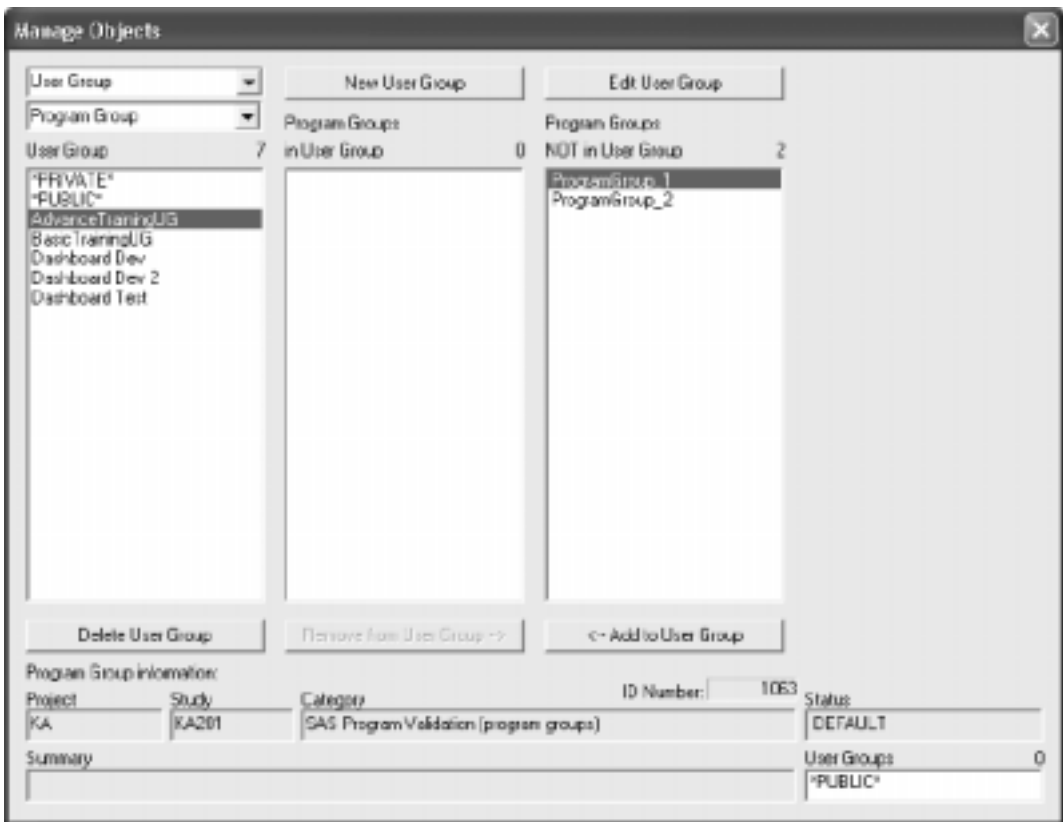 Manage Objects
User Group
New User Group
Edit User Group
Program Group
Program Groups
Program Groups
User Group 7
in User Group 0
NOT in User Group 2
*PRIVATE*
*PUBLIC*
AdvanceTrainingUG
BasicTrainingUG
Dashboard Dev
Dashboard Dev 2
Dashboard Test
ProgramGroup_1
ProgramGroup_2
Delete User Group
Remove from User Group ->
<- Add to User Group
Program Group information:
ID Number: 1063
Project
Study
Category
Status
KA
KA201
SAS Program Validation (program groups)
DEFAULT
Summary
User Groups 0
*PUBLIC*